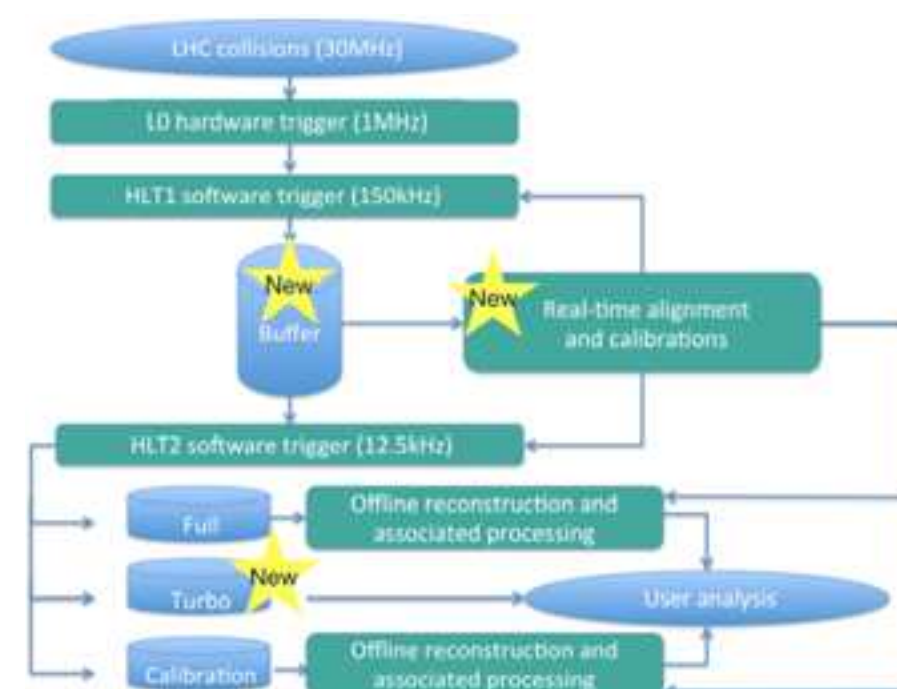 LHC collisions (30MHz)
L0 hardware trigger (1MHz)
HLT1 software trigger (150kHz)
New
Buffer
New
Real-time alignment
and calibrations
HLT2 software trigger (12.5kHz)
Full
Offline reconstruction and
associated processing
New
Turbo
User analysis
Calibration
Offline reconstruction and
associated processing